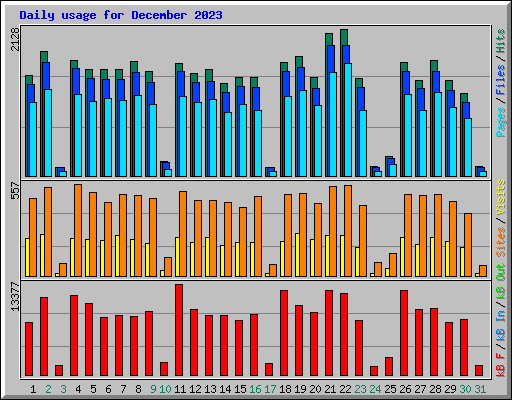 Daily usage for December 2023
2128
Pages / Files / Hits
557
Sites / Visits
13377
kB F / kB In / kB Out
1 2 3 4 5 6 7 8 9 10 11 12 13 14 15 16 17 18 19 20 21 22 23 24 25 26 27 28 29 30 31